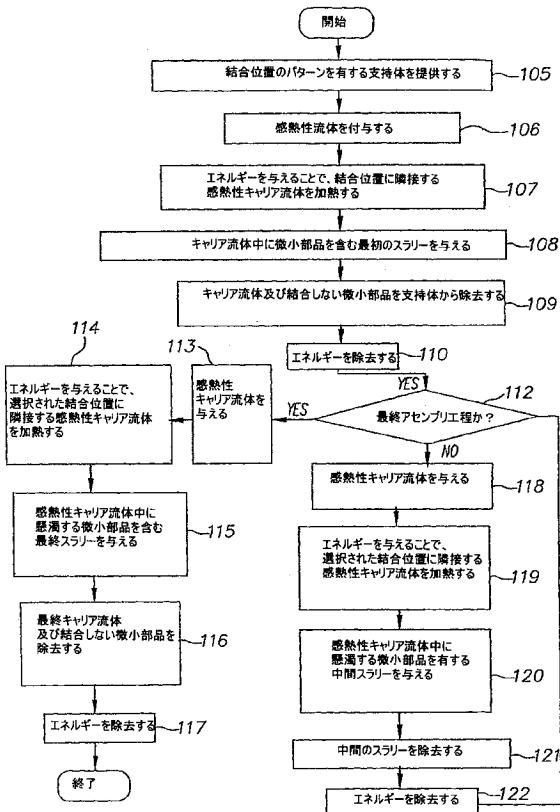 開始
結合位置のパターンを有する支持体を提供する
105
感熱性流体を付与する
106
エネルギーを与えることで、結合位置に隣接する
感熱性キャリア流体を加熱する
107
キャリア流体中に微小部品を含む最初のスラリーを与える
108
キャリア流体及び結合しない微小部品を支持体から除去する
109
エネルギーを除去する
110
YES
112
最終アセンブリ工程か?
YES
NO
113
感熱性
キャリア流体を
与える
114
エネルギーを与えることで、
選択された結合位置に
隣接する感熱性キャリア流体
を加熱する
感熱性キャリア流体中に
懸濁する微小部品を含む
最終スラリーを与える
115
最終キャリア流体
及び結合しない微小部品を
除去する
116
エネルギーを除去する
117
終了
感熱性キャリア流体を与える
118
エネルギーを与えることで、
選択された結合位置に隣接する
感熱性キャリア流体を加熱する
119
感熱性キャリア流体中に
懸濁する微小部品を有する
中間スラリーを与える
120
中間のスラリーを除去する
121
エネルギーを除去する
122